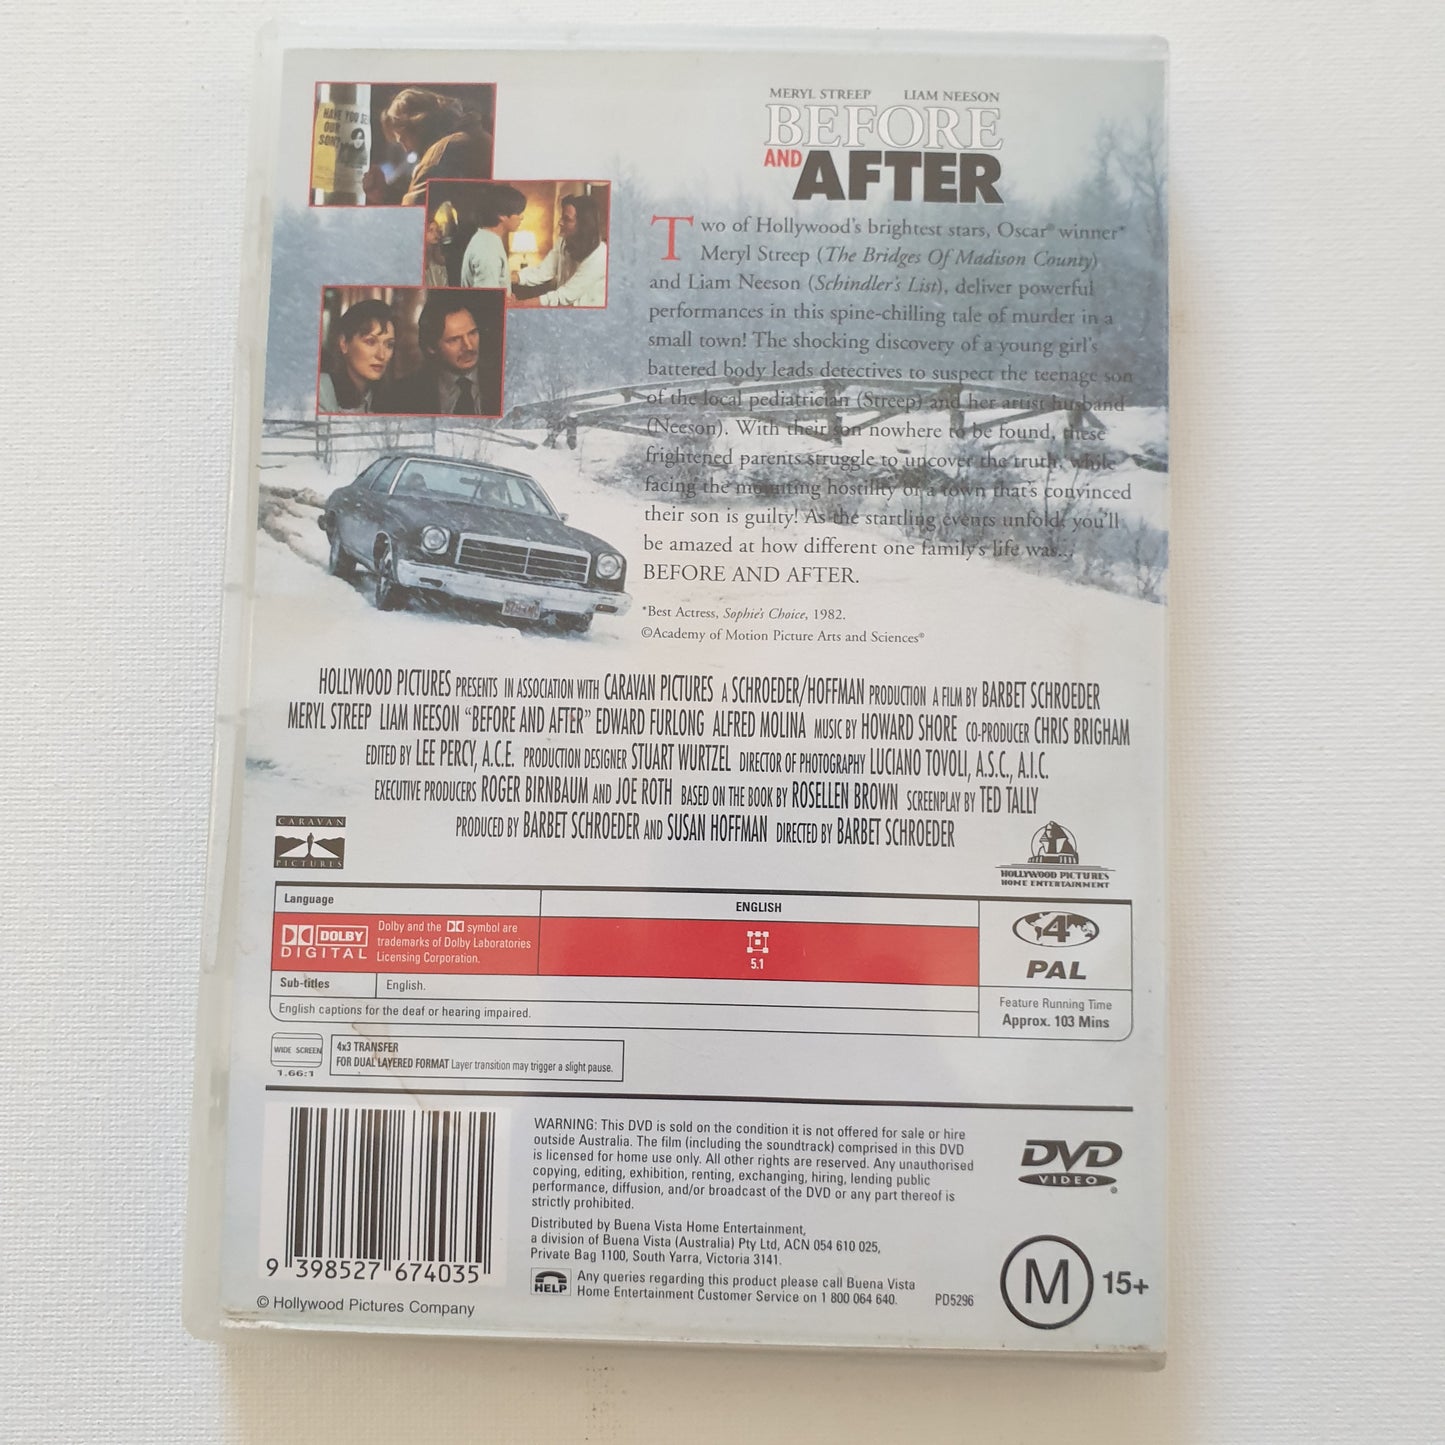 HAVE YOU SE
OUR
SON?
MERYL STREEP LIAM NEESON
BEFORE
AND AFTER
Two of Hollywood's brightest stars, Oscar® winner*
Meryl Streep (The Bridges Of Madison County)
and Liam Neeson (Schindler's List), deliver powerful
performances in this spine-chilling tale of murder in a
small town! The shocking discovery of a young girl's
battered body leads detectives to suspect the teenage son
of the local pediatrician (Streep) and her artist husband
(Neeson). With their son nowhere to be found, these
frightened parents struggle to uncover the truth, while
facing the mounting hostility of a town that's convinced
their son is guilty! As the startling events unfold, you'll
be amazed at how different one family's life was...
BEFORE AND AFTER.
*Best Actress, Sophie's Choice, 1982.
©Academy of Motion Picture Arts and Sciences®
HOLLYWOOD PICTURES PRESENTS IN ASSOCIATION WITH CARAVAN PICTURES A SCHROEDER/HOFFMAN PRODUCTION A FILM BY BARBET SCHROEDER
MERYL STREEP LIAM NEESON "BEFORE AND AFTER" EDWARD FURLONG ALFRED MOLINA MUSIC BY HOWARD SHORE CO-PRODUCER CHRIS BRIGHAM
EDITED BY LEE PERCY, A.C.E. PRODUCTION DESIGNER STUART WURTZEL DIRECTOR OF PHOTOGRAPHY LUCIANO TOVOLI, A.S.C., A.I.C.
EXECUTIVE PRODUCERS ROGER BIRNBAUM AND JOE ROTH BASED ON THE BOOK BY ROSELLEN BROWN SCREENPLAY BY TED TALLY
PRODUCED BY BARBET SCHROEDER AND SUSAN HOFFMAN DIRECTED BY BARBET SCHROEDER
CARAVAN
PICTURES
HOLLYWOOD PICTURES
HOME ENTERTAINMENT
Language ENGLISH
DOLBY
DIGITAL
Dolby and the DD symbol are
trademarks of Dolby Laboratories
Licensing Corporation.
5.1
4
PAL
Sub-titles English.
English captions for the deaf or hearing impaired.
Feature Running Time
Approx. 103 Mins
WIDE SCREEN
1.66:1
4x3 TRANSFER
FOR DUAL LAYERED FORMAT Layer transition may trigger a slight pause.
WARNING: This DVD is sold on the condition it is not offered for sale or hire
outside Australia. The film (including the soundtrack) comprised in this DVD
is licensed for home use only. All other rights are reserved. Any unauthorised
copying, editing, exhibition, renting, exchanging, hiring, lending public
performance, diffusion, and/or broadcast of the DVD or any part thereof is
strictly prohibited.
Distributed by Buena Vista Home Entertainment,
a division of Buena Vista (Australia) Pty Ltd, ACN 054 610 025,
Private Bag 1100, South Yarra, Victoria 3141.
HELP
Any queries regarding this product please call Buena Vista
Home Entertainment Customer Service on 1 800 064 640.
PD5296
DVD
VIDEO
®
M 15+
9 398527 674035
© Hollywood Pictures Company